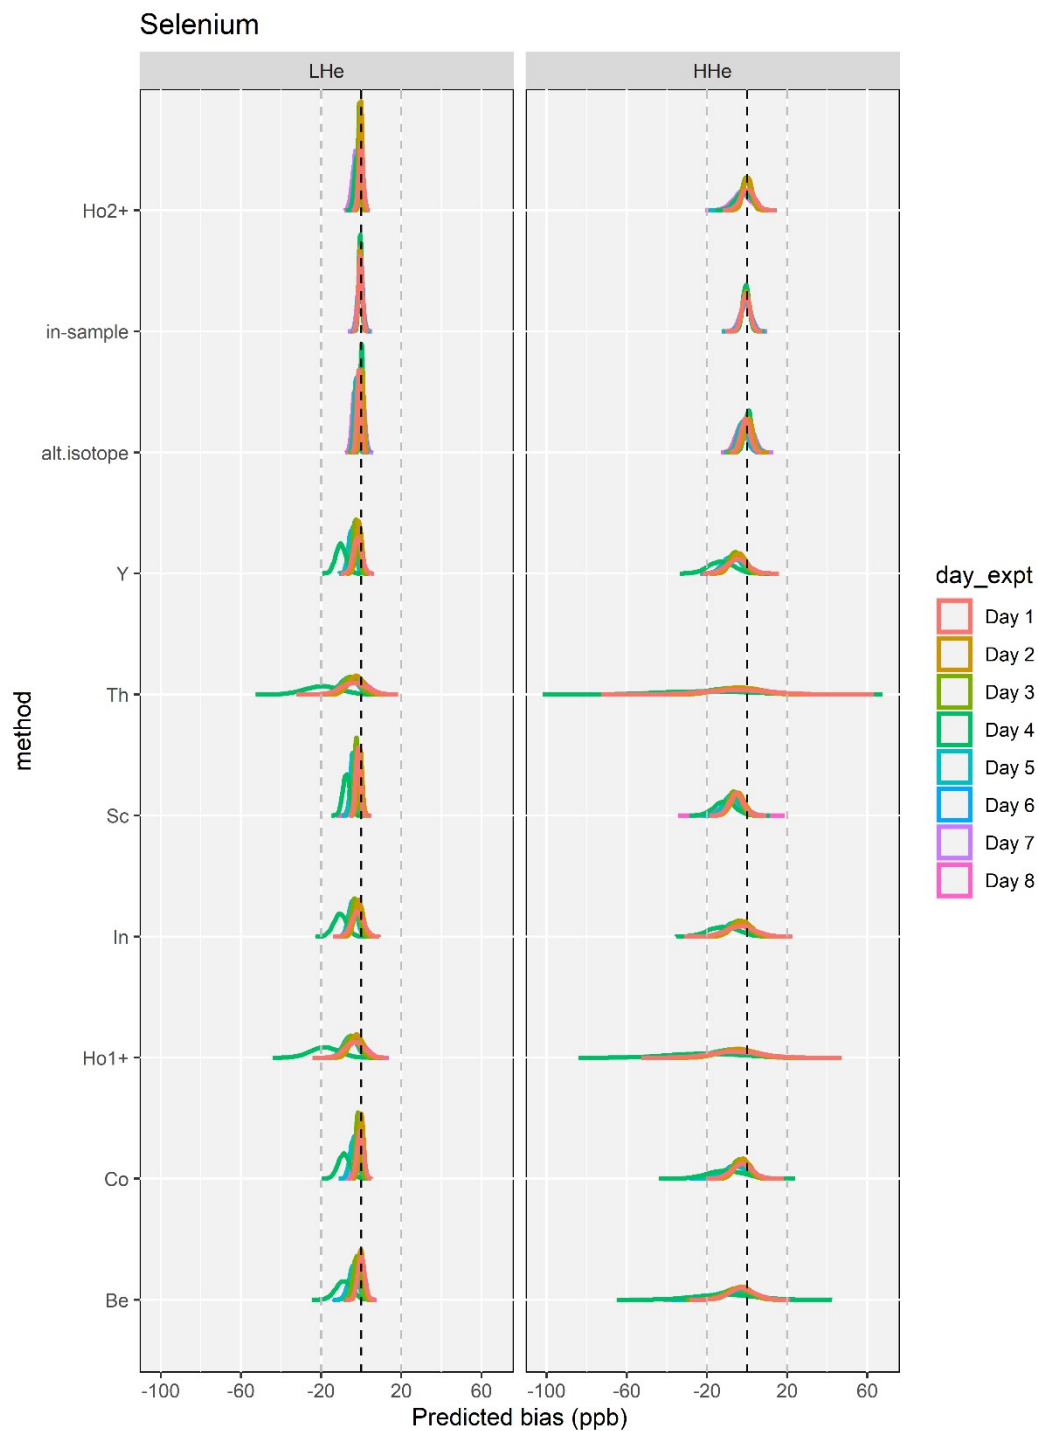 Selenium
LHe HHe
Ho2+
in-sample
alt.isotope
Y
Th
Sc
In
Ho1+
Co
Be
method
-100 -60 -20 20 60 -100 -60 -20 20 60
Predicted bias (ppb)
day_expt
Day 1
Day 2
Day 3
Day 4
Day 5
Day 6
Day 7
Day 8